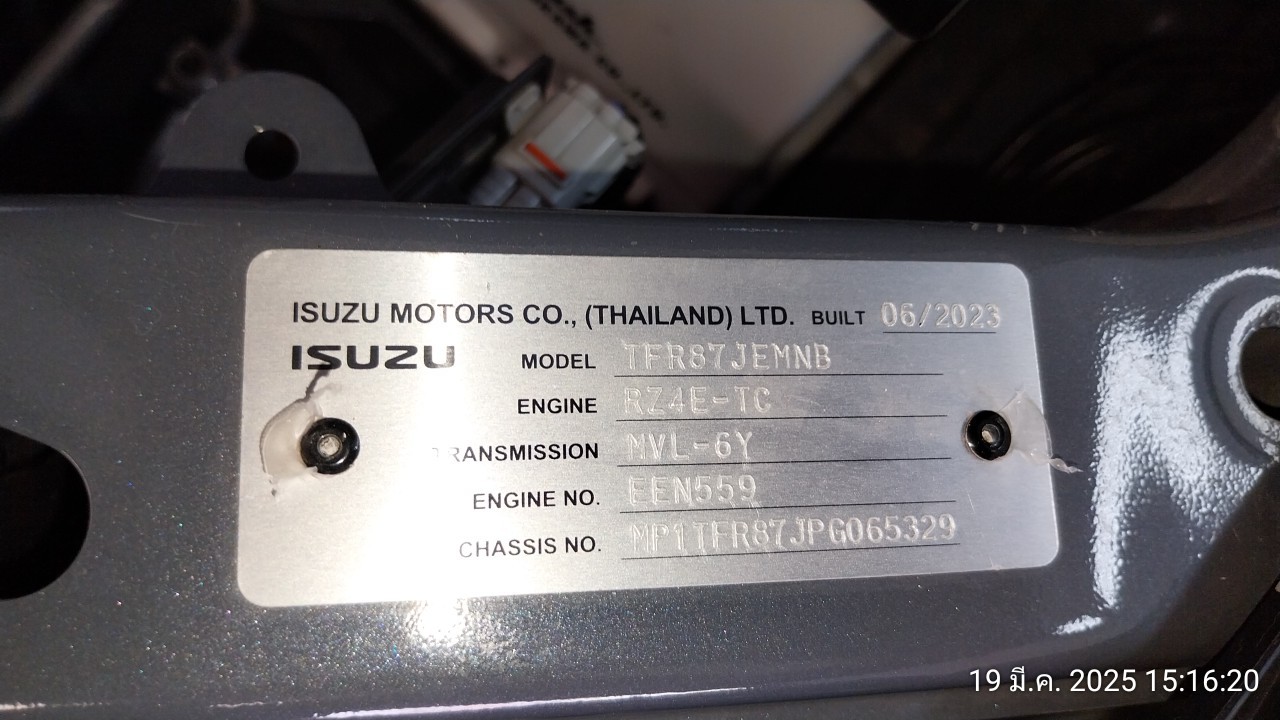 ISUZU MOTORS CO., (THAILAND) LTD. BUILT 06/2023
ISUZU MODEL TFR87JEMNB
ENGINE RZ4E-TC
TRANSMISSION MVL-6Y
ENGINE NO. EEN559
CHASSIS NO. MP1TFR87JPG065329
19 มี.ค. 2025 15:16:20